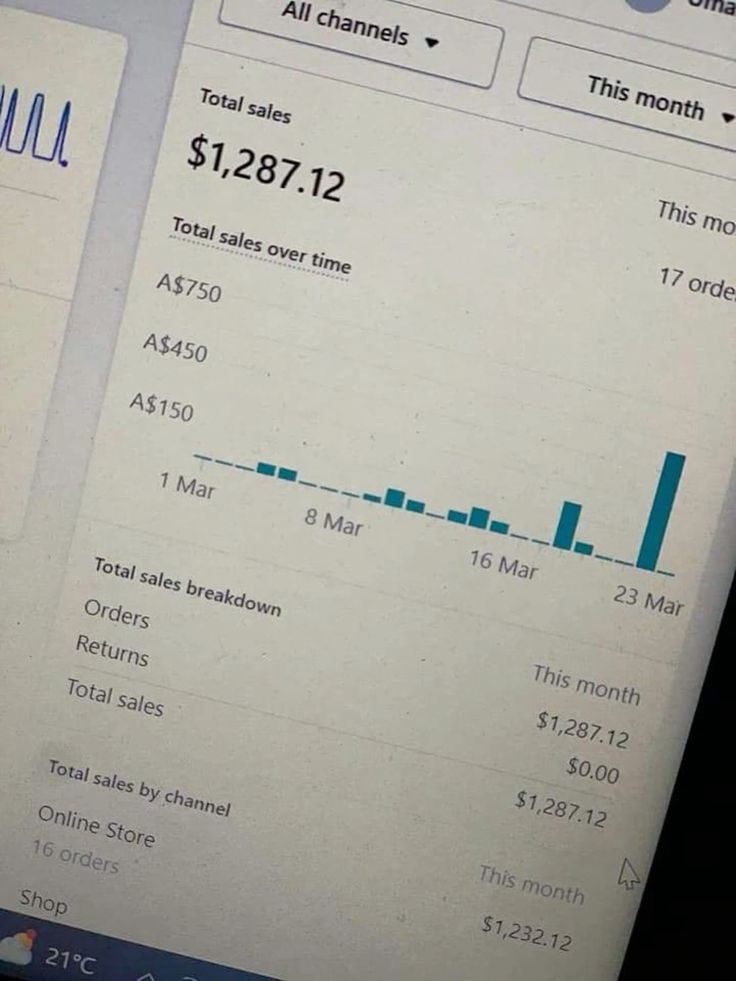 All channels
This month
Total sales
$1,287.12
This mo
17 orde
Total sales over time
A$750
A$450
A$150
1 Mar
8 Mar
16 Mar
23 Mar
Total sales breakdown
This month
Orders
$1,287.12
Returns
$0.00
Total sales
$1,287.12
Total sales by channel
This month
Online Store
$1,232.12
16 orders
Shop
21°C